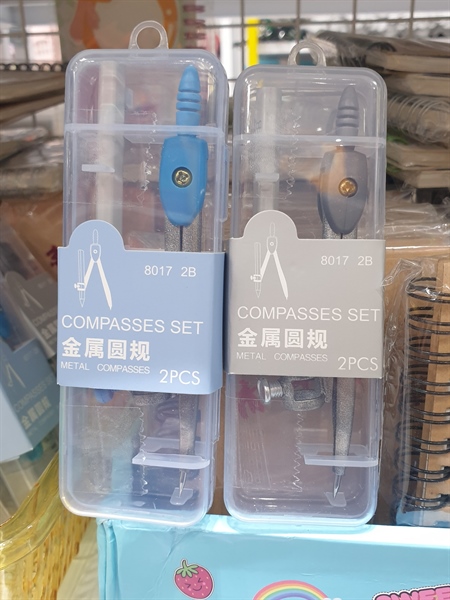 8017 2B
COMPASSES SET
金属圆规
METAL COMPASSES
2PCS
8017 2B
COMPASSES SET
金属圆规
METAL COMPASSES
2PCS